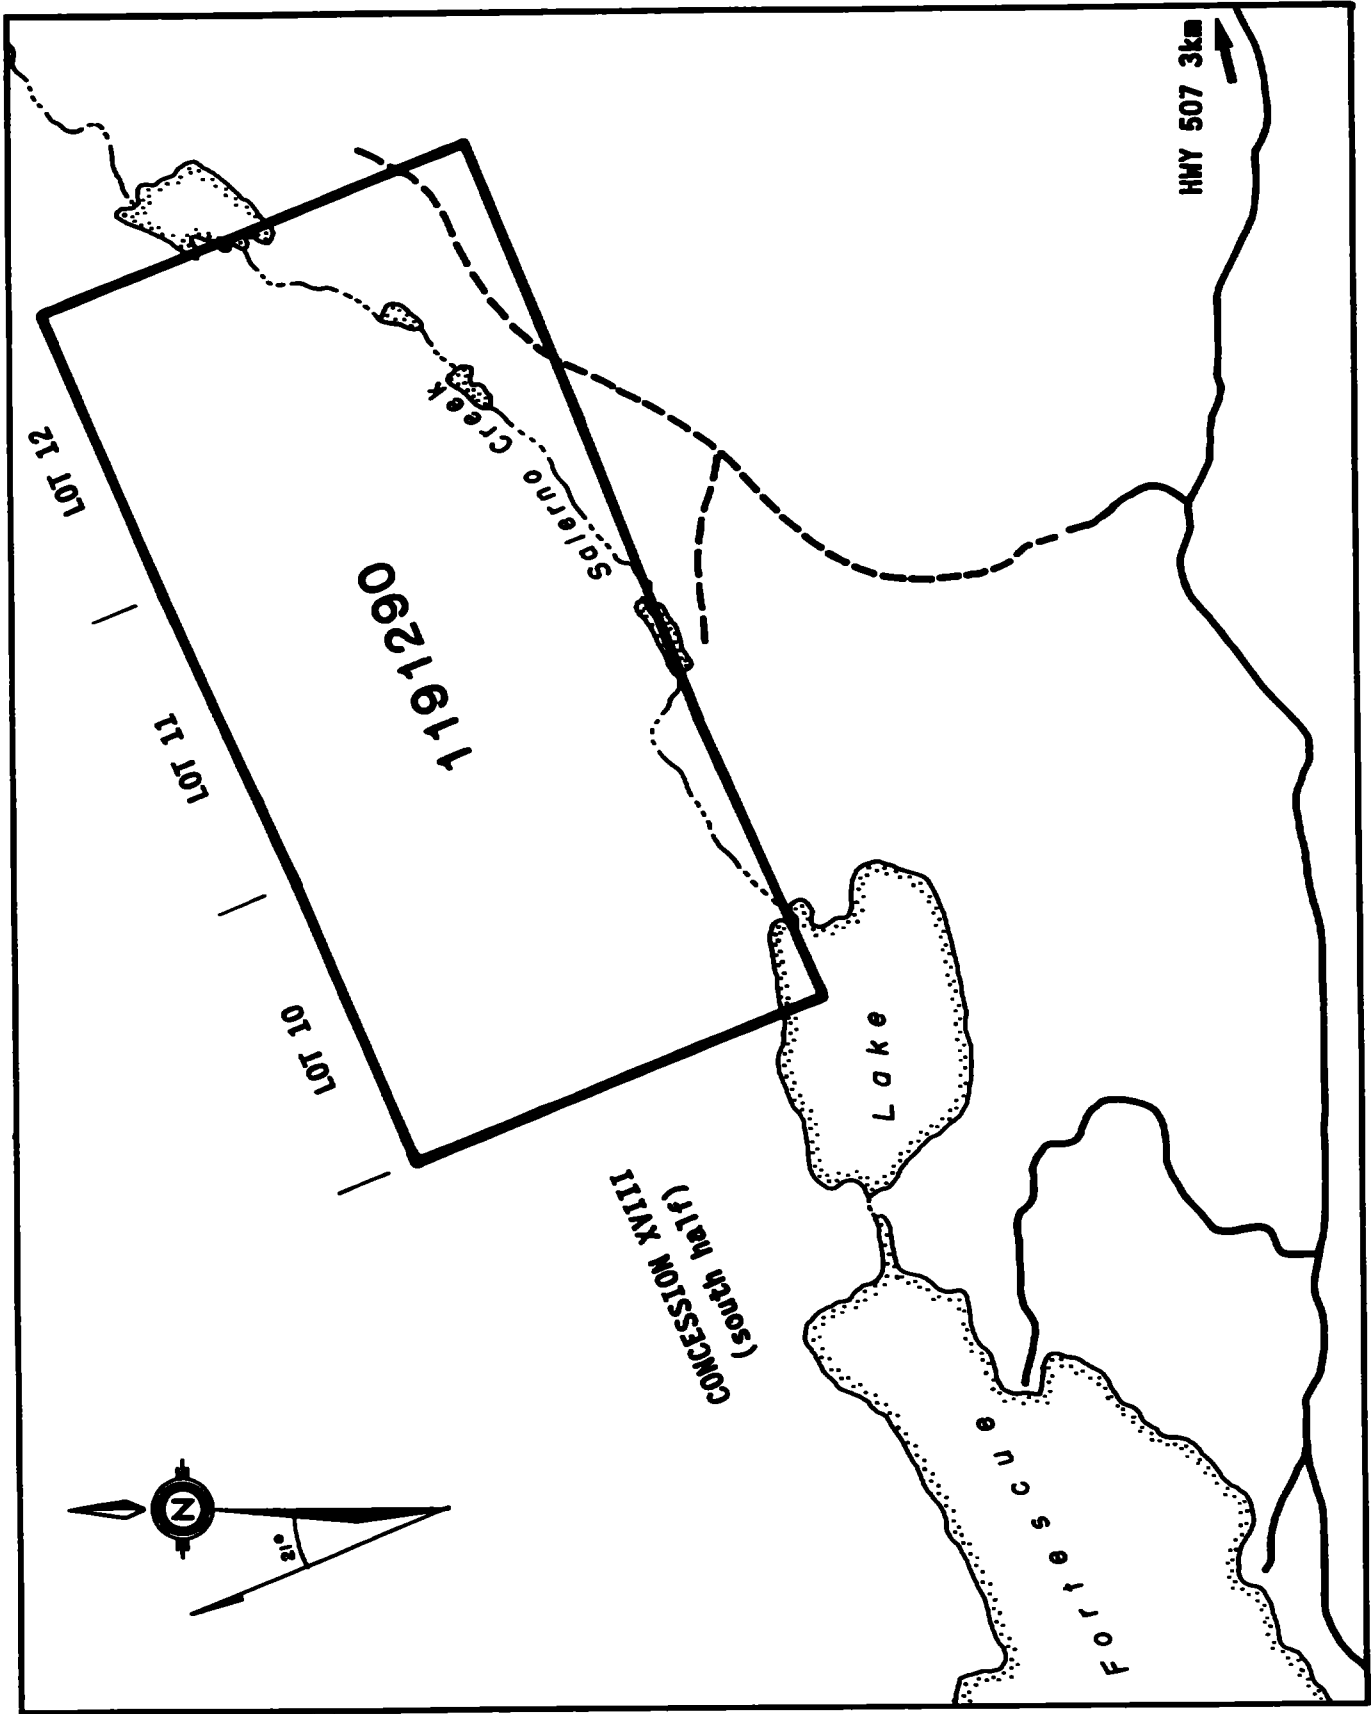 HWY 507 3km
LOT 12
LOT 11
LOT 10
1191290
Salerno Creek
CONCESSION XVIII
(south half)
Fortescue Lake
N
21°